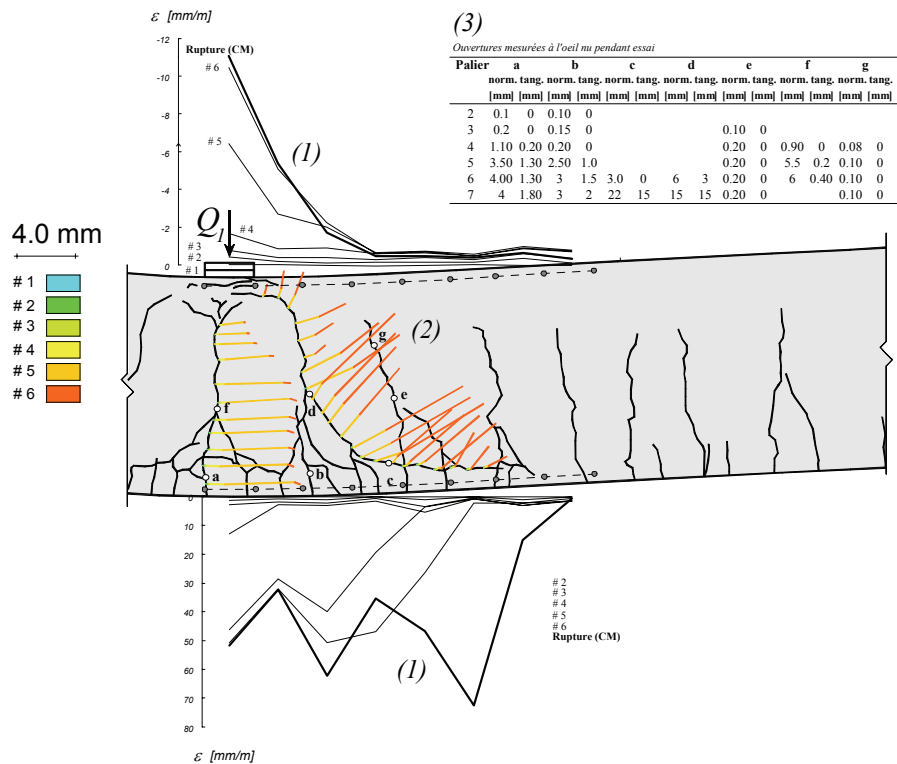 ε [mm/m]
-12
-10
-8
-6
-4
-2
0
Rupture (CM)
# 6
# 5
# 4
# 3
# 2
# 1
(1)
Q1
(3)
Ouvertures mesurées à l'oeil nu pendant essai
Palier a b c d e f g
norm. tang. norm. tang. norm. tang. norm. tang. norm. tang. norm. tang. norm. tang.
[mm] [mm] [mm] [mm] [mm] [mm] [mm] [mm] [mm] [mm] [mm] [mm] [mm] [mm]
2 0.1 0 0.10 0
3 0.2 0 0.15 0 0.10 0
4 1.10 0.20 0.20 0 0.20 0 0.90 0 0.08 0
5 3.50 1.30 2.50 1.0 0.20 0 5.5 0.2 0.10 0
6 4.00 1.30 3 1.5 3.0 0 6 3 0.20 0 6 0.40 0.10 0
7 4 1.80 3 2 22 15 15 15 0.20 0 0.10 0
4.0 mm
# 1
# 2
# 3
# 4
# 5
# 6
(2)
g
e
f
d
a
b
c
0
10
20
30
40
50
60
70
80
(1)
# 2
# 3
# 4
# 5
# 6
Rupture (CM)
ε [mm/m]